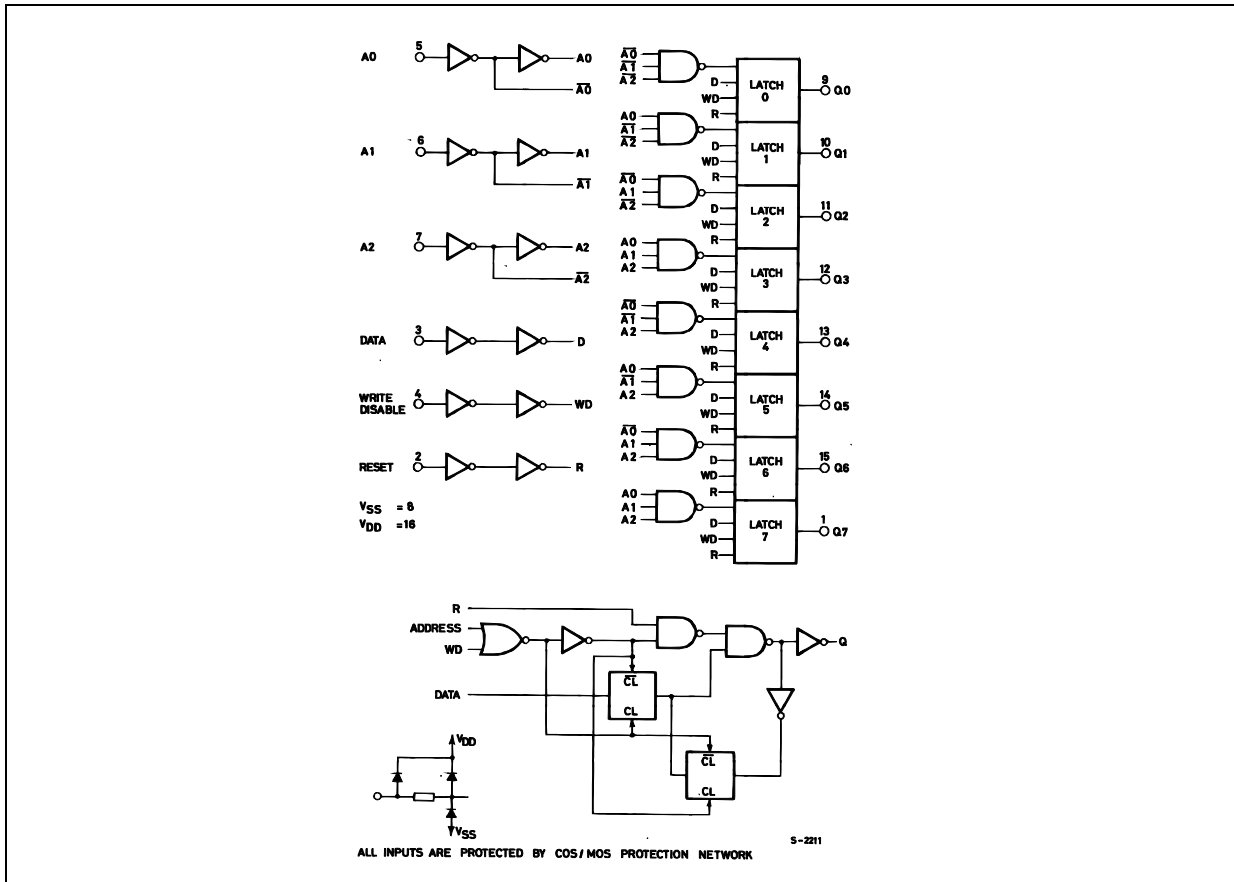 A0 5 A0
A̅0̅
A1 6 A1
A̅1̅
A2 7 A2
A̅2̅
DATA 3 D
WRITE DISABLE 4 WD
RESET 2 R
VSS = 8
VDD = 16
A̅0̅
A̅1̅
A̅2̅
D
WD
R
LATCH
0
9 Q0
A0
A̅1̅
A̅2̅
D
WD
R
LATCH
1
10 Q1
A̅0̅
A1
A̅2̅
D
WD
R
LATCH
2
11 Q2
A0
A1
A2
D
WD
R
LATCH
3
12 Q3
A̅0̅
A̅1̅
A2
D
WD
R
LATCH
4
13 Q4
A0
A̅1̅
A2
D
WD
R
LATCH
5
14 Q5
A̅0̅
A1
A2
D
WD
R
LATCH
6
15 Q6
A0
A1
A2
D
WD
R
LATCH
7
1 Q7
R
ADDRESS
WD
Q
DATA
C̅L̅
CL
C̅L̅
CL
VDD
VSS
S-2211
ALL INPUTS ARE PROTECTED BY COS/MOS PROTECTION NETWORK